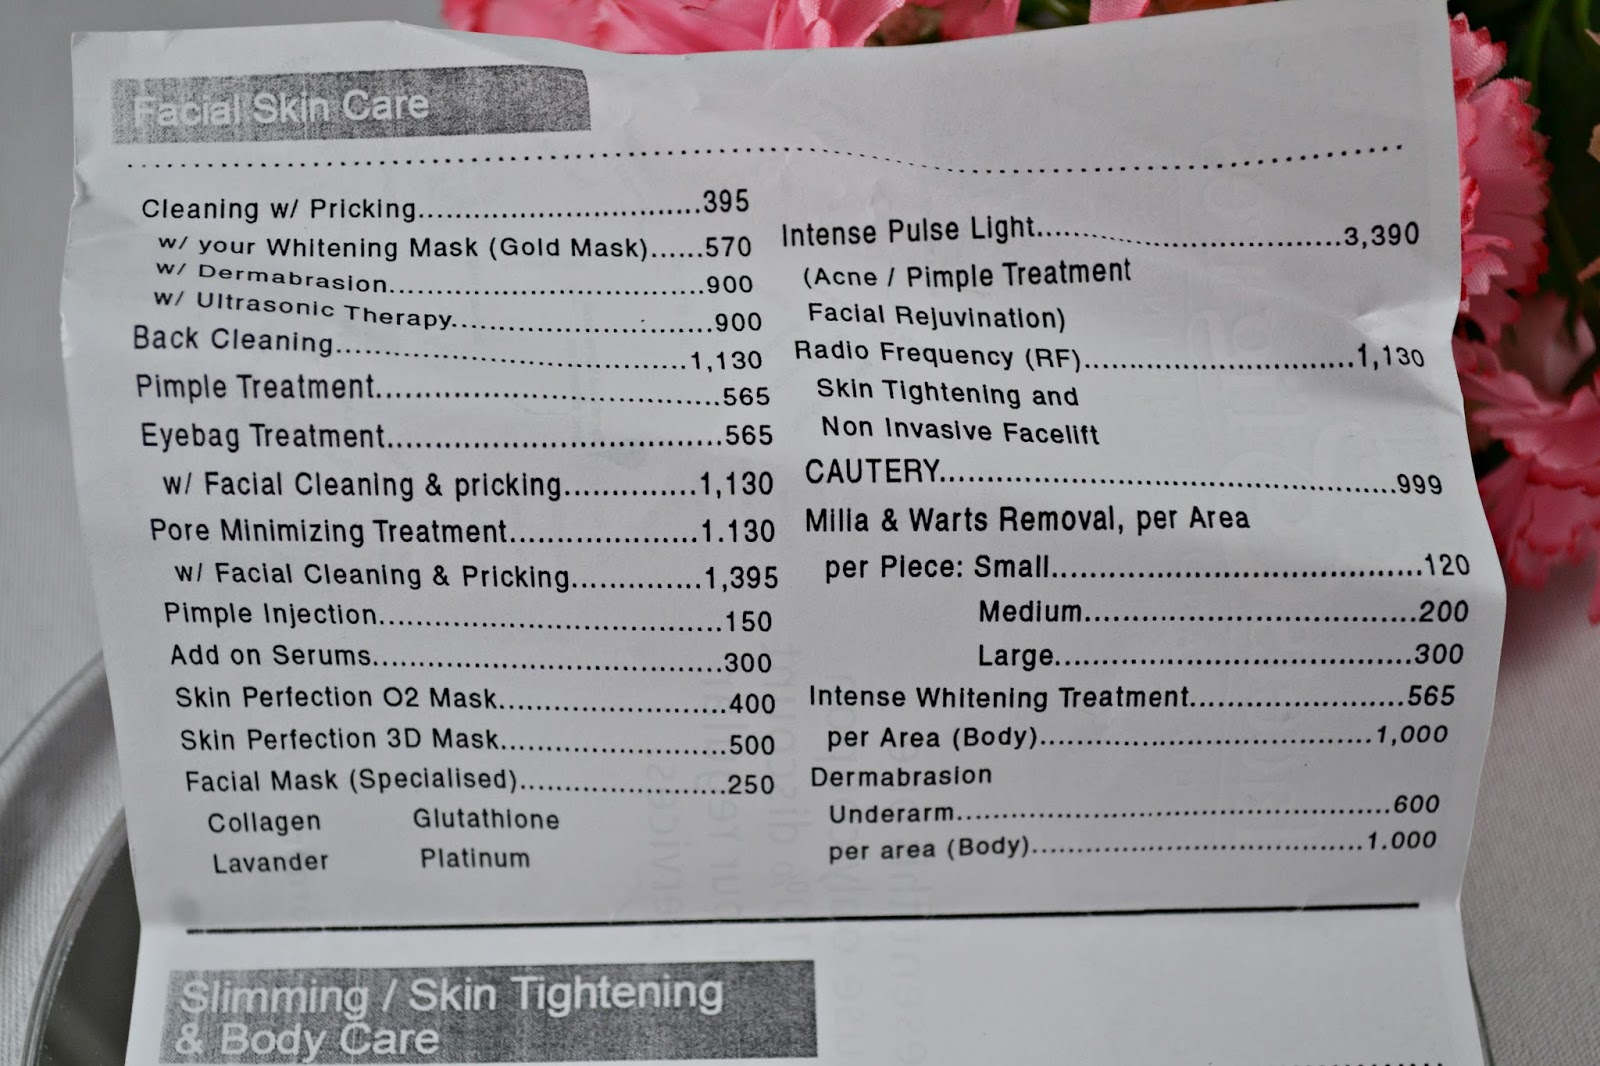 Facial Skin Care
Cleaning w/ Pricking...............................395
w/ your Whitening Mask (Gold Mask)......570
w/ Dermabrasion...................................900
w/ Ultrasonic Therapy............................900
Back Cleaning......................................1,130
Pimple Treatment.....................................565
Eyebag Treatment....................................565
w/ Facial Cleaning & pricking..............1,130
Pore Minimizing Treatment....................1.130
w/ Facial Cleaning & Pricking..............1,395
Pimple Injection.....................................150
Add on Serums......................................300
Skin Perfection O2 Mask.........................400
Skin Perfection 3D Mask.........................500
Facial Mask (Specialised).......................250
Collagen Glutathione
Lavander Platinum
Intense Pulse Light.................................3,390
(Acne / Pimple Treatment
Facial Rejuvination)
Radio Frequency (RF).............................1,130
Skin Tightening and
Non Invasive Facelift
CAUTERY................................................999
Milla & Warts Removal, per Area
per Piece: Small.......................................120
Medium...................................200
Large......................................300
Intense Whitening Treatment.......................565
per Area (Body)...................................1,000
Dermabrasion
Underarm..............................................600
per area (Body)....................................1.000
Slimming / Skin Tightening
& Body Care